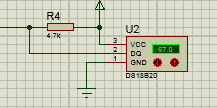 R4
4.7k
U2
3 VCC 67.0
2 DQ
1 GND
DS18B20